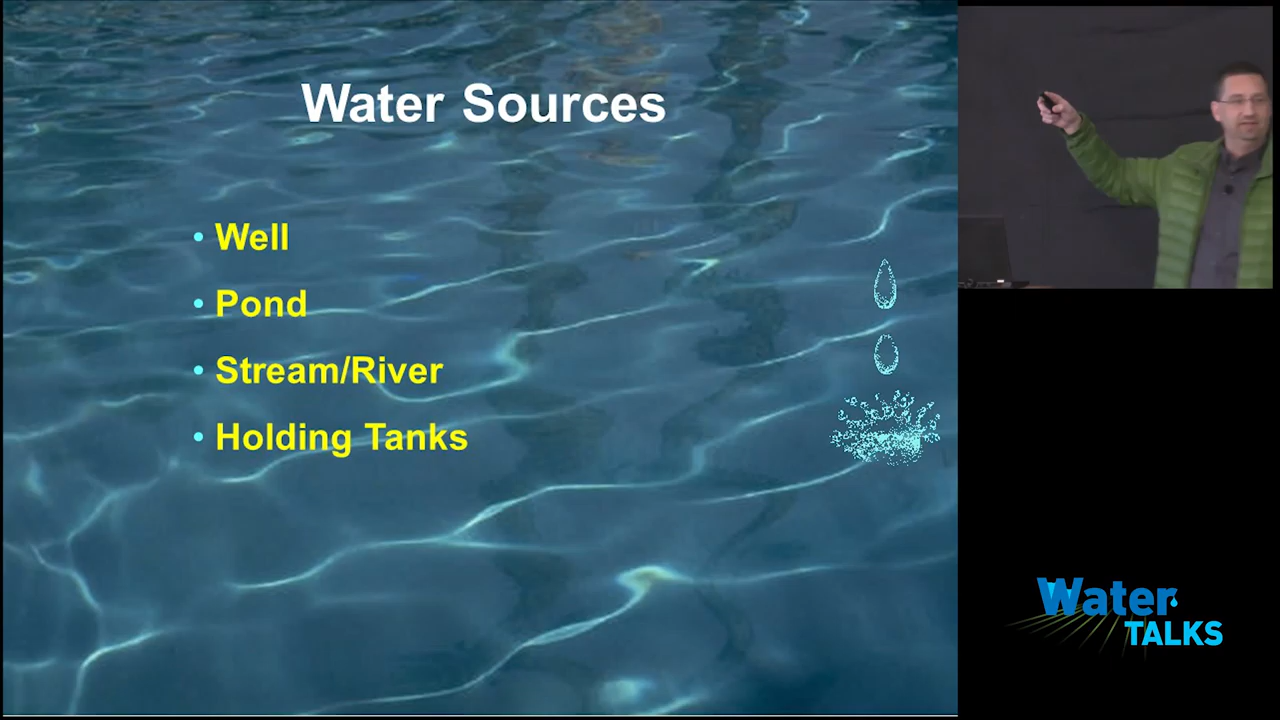 Water Sources
• Well
• Pond
• Stream/River
• Holding Tanks
Water
TALKS